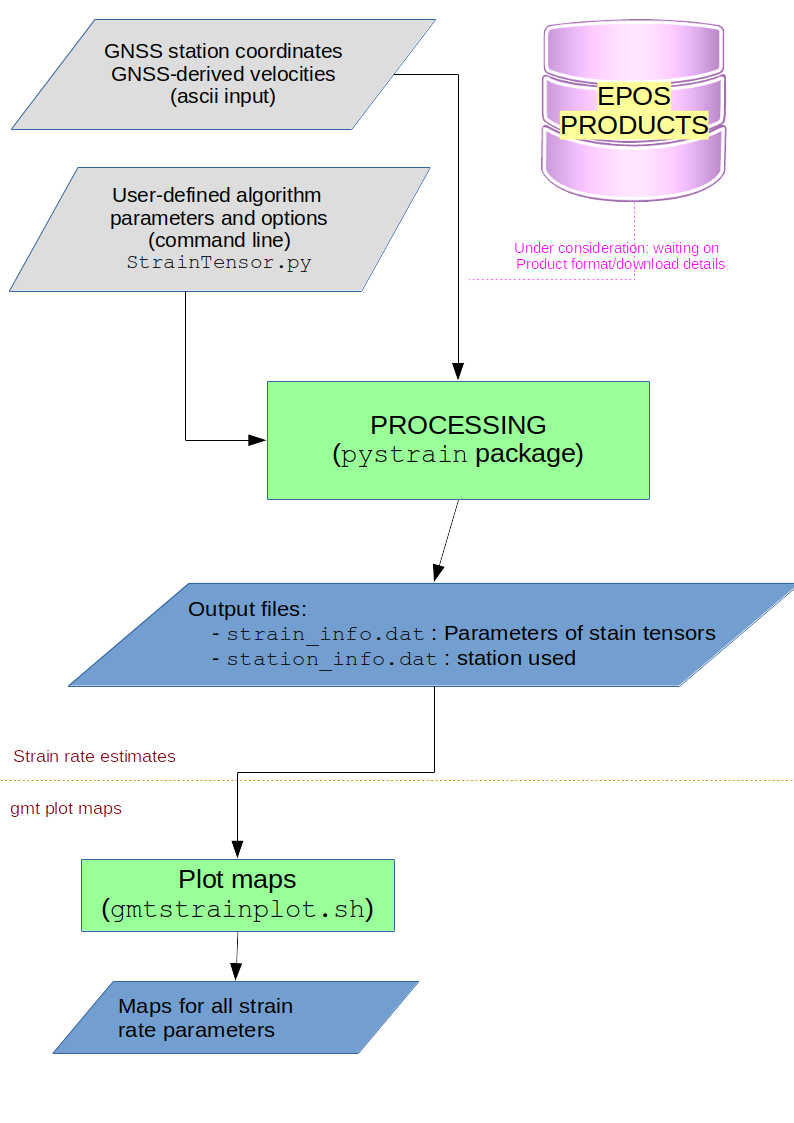 GNSS station coordinates
GNSS-derived velocities
(ascii input)
EPOS
PRODUCTS
User-defined algorithm
parameters and options
(command line)
StrainTensor.py
Under consideration: waiting on
Product format/download details
PROCESSING
(pystrain package)
Output files:
- strain_info.dat : Parameters of stain tensors
- station_info.dat : station used
Strain rate estimates
gmt plot maps
Plot maps
(gmtstrainplot.sh)
Maps for all strain
rate parameters